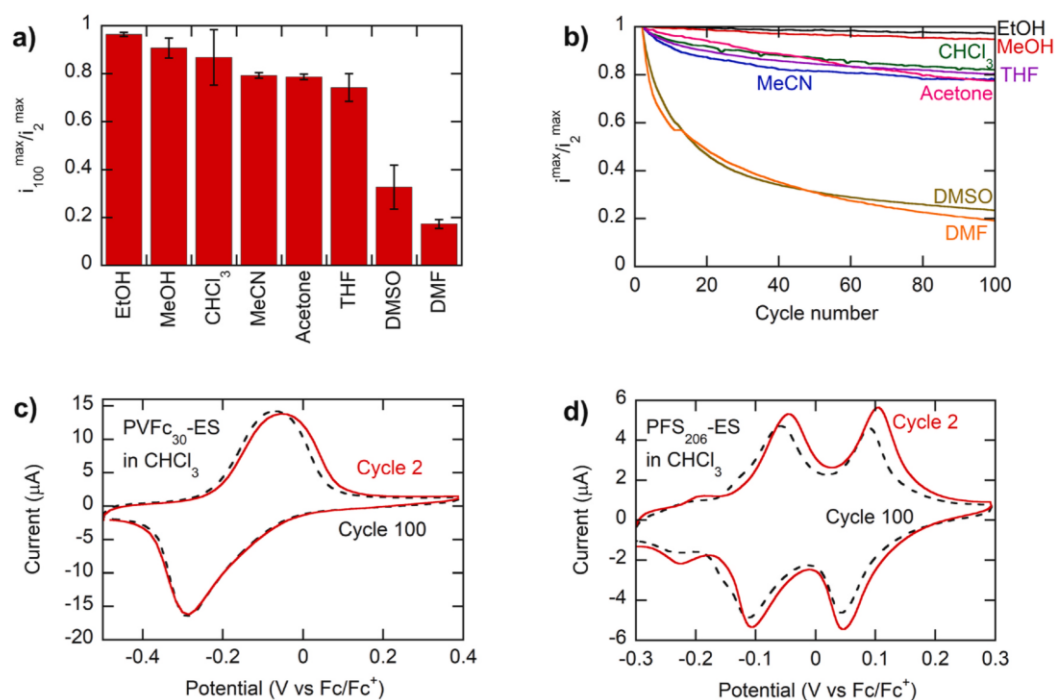 a)
i₁₀₀ᵐᵃˣ/i₂ᵐᵃˣ
1
0.8
0.6
0.4
0.2
0
EtOH
MeOH
CHCl₃
MeCN
Acetone
THF
DMSO
DMF
b)
iᵐᵃˣ/i₂ᵐᵃˣ
1
0.8
0.6
0.4
0.2
0
EtOH
MeOH
CHCl₃
THF
MeCN
Acetone
DMSO
DMF
0 20 40 60 80 100
Cycle number
c)
Current (μA)
15
10
5
0
-5
-10
-15
-20
PVFc₃₀-ES
in CHCl₃
Cycle 2
Cycle 100
-0.4 -0.2 0 0.2 0.4
Potential (V vs Fc/Fc⁺)
d)
Current (μA)
6
4
2
0
-2
-4
-6
PFS₂₀₆-ES
in CHCl₃
Cycle 2
Cycle 100
-0.3 -0.2 -0.1 0 0.1 0.2 0.3
Potential (V vs Fc/Fc⁺)